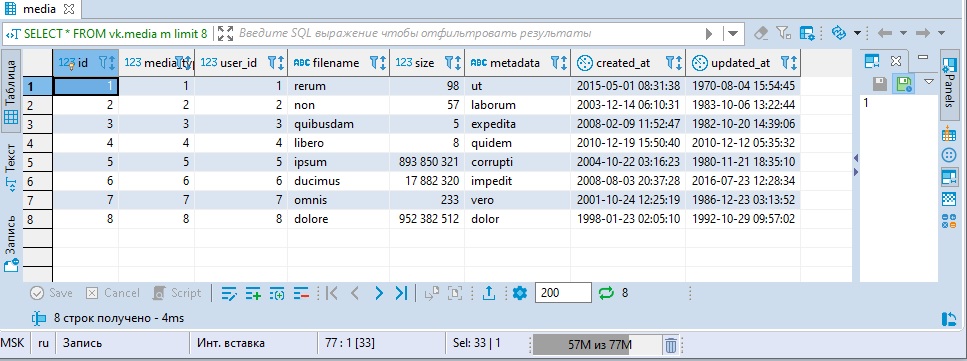 media
SELECT * FROM vk.media m limit 8 Введите SQL выражение чтобы отфильтровать результаты
Таблица
Текст
Запись
123 id 123 media_ty 123 user_id ABC filename 123 size ABC metadata created_at updated_at
1 1 1 1 rerum 98 ut 2015-05-01 08:31:38 1970-08-04 15:54:45
2 2 2 2 non 57 laborum 2003-12-14 06:10:31 1983-10-06 13:22:44
3 3 3 3 quibusdam 5 expedita 2008-02-09 11:52:47 1982-10-20 14:39:06
4 4 4 4 libero 8 quidem 2010-12-19 15:50:40 2010-12-12 05:35:32
5 5 5 5 ipsum 893 850 321 corrupti 2004-10-22 03:16:23 1980-11-21 18:35:10
6 6 6 6 ducimus 17 882 320 impedit 2008-08-03 20:37:28 2016-07-23 12:28:34
7 7 7 7 omnis 233 vero 2001-10-24 12:25:19 1986-12-23 03:13:52
8 8 8 8 dolore 952 382 512 dolor 1998-01-23 02:05:10 1992-10-29 09:57:02
1
Panels
Save Cancel Script 200 8
8 строк получено - 4ms
MSK ru Запись Инт. вставка 77 : 1 [33] Sel: 33 | 1 57M из 77M